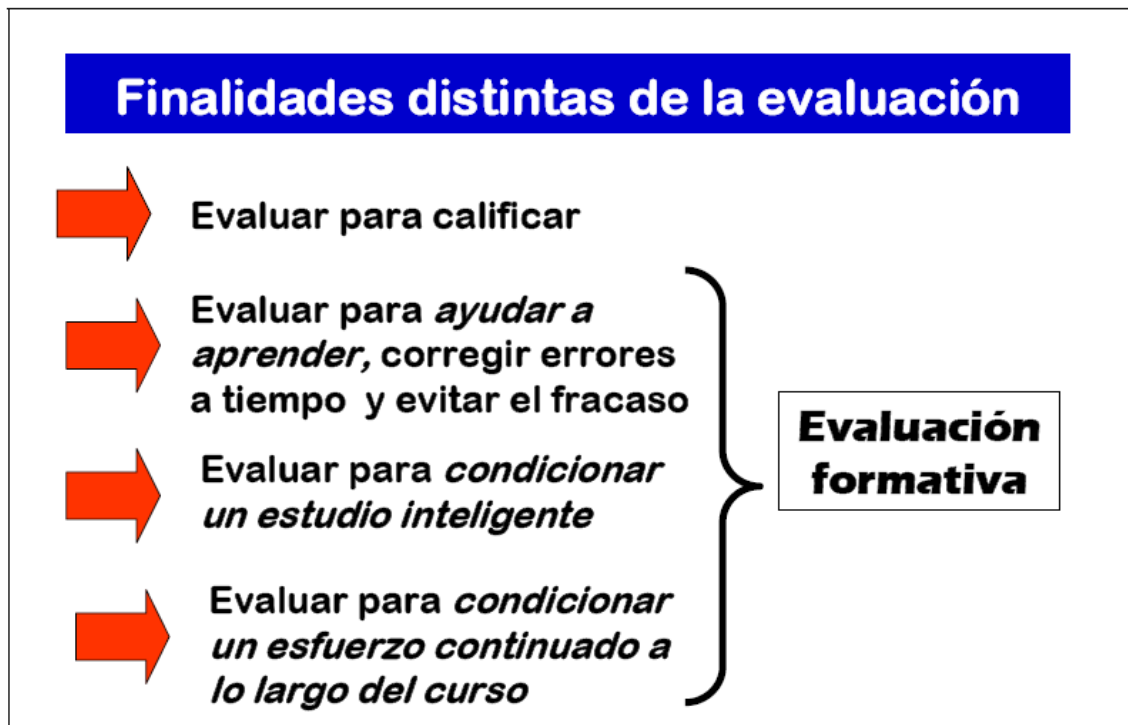 Finalidades distintas de la evaluación
Evaluar para calificar
Evaluar para ayudar a
aprender, corregir errores
a tiempo y evitar el fracaso
Evaluar para condicionar
un estudio inteligente
Evaluar para condicionar
un esfuerzo continuado a
lo largo del curso
Evaluación
formativa